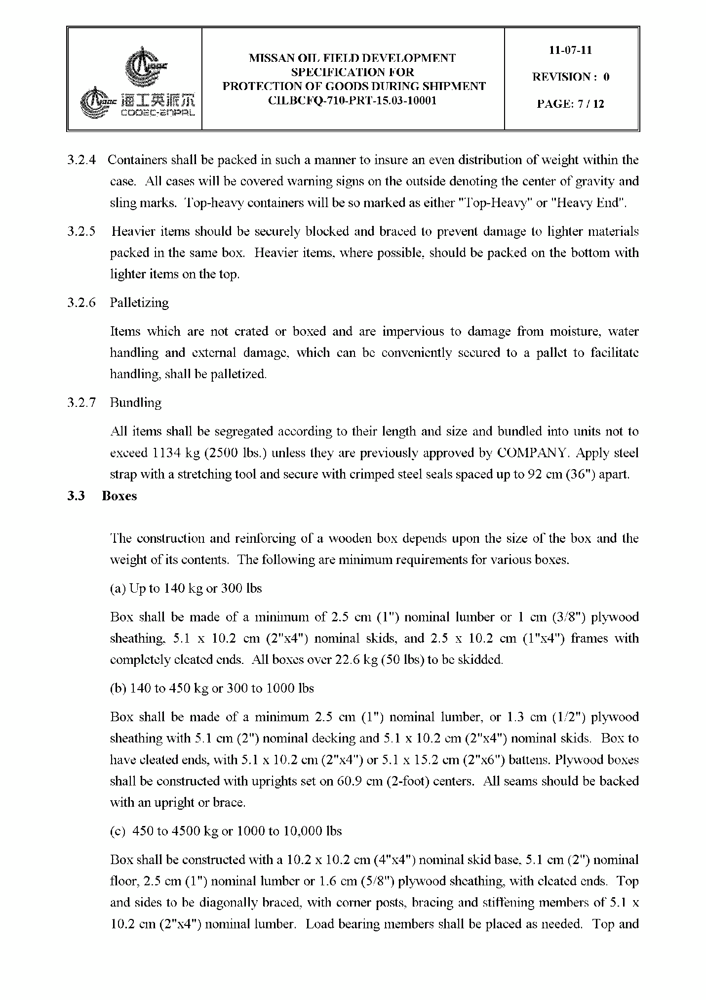 海工英派尔
COOEC-ENPAL
MISSAN OIL FIELD DEVELOPMENT
SPECIFICATION FOR
PROTECTION OF GOODS DURING SHIPMENT
CILBCFQ-710-PRT-15.03-10001
11-07-11
REVISION : 0
PAGE: 7 / 12
3.2.4 Containers shall be packed in such a manner to insure an even distribution of weight within the
case. All cases will be covered warning signs on the outside denoting the center of gravity and
sling marks. Top-heavy containers will be so marked as either "Top-Heavy" or "Heavy End".
3.2.5 Heavier items should be securely blocked and braced to prevent damage to lighter materials
packed in the same box. Heavier items, where possible, should be packed on the bottom with
lighter items on the top.
3.2.6 Palletizing
Items which are not crated or boxed and are impervious to damage from moisture, water
handling and external damage, which can be conveniently secured to a pallet to facilitate
handling, shall be palletized.
3.2.7 Bundling
All items shall be segregated according to their length and size and bundled into units not to
exceed 1134 kg (2500 lbs.) unless they are previously approved by COMPANY. Apply steel
strap with a stretching tool and secure with crimped steel seals spaced up to 92 cm (36") apart.
3.3 Boxes
The construction and reinforcing of a wooden box depends upon the size of the box and the
weight of its contents. The following are minimum requirements for various boxes.
(a) Up to 140 kg or 300 lbs
Box shall be made of a minimum of 2.5 cm (1") nominal lumber or 1 cm (3/8") plywood
sheathing, 5.1 x 10.2 cm (2"x4") nominal skids, and 2.5 x 10.2 cm (1"x4") frames with
completely cleated ends. All boxes over 22.6 kg (50 lbs) to be skidded.
(b) 140 to 450 kg or 300 to 1000 lbs
Box shall be made of a minimum 2.5 cm (1") nominal lumber, or 1.3 cm (1/2") plywood
sheathing with 5.1 cm (2") nominal decking and 5.1 x 10.2 cm (2"x4") nominal skids. Box to
have cleated ends, with 5.1 x 10.2 cm (2"x4") or 5.1 x 15.2 cm (2"x6") battens. Plywood boxes
shall be constructed with uprights set on 60.9 cm (2-foot) centers. All seams should be backed
with an upright or brace.
(c) 450 to 4500 kg or 1000 to 10,000 lbs
Box shall be constructed with a 10.2 x 10.2 cm (4"x4") nominal skid base, 5.1 cm (2") nominal
floor, 2.5 cm (1") nominal lumber or 1.6 cm (5/8") plywood sheathing, with cleated ends. Top
and sides to be diagonally braced, with corner posts, bracing and stiffening members of 5.1 x
10.2 cm (2"x4") nominal lumber. Load bearing members shall be placed as needed. Top and